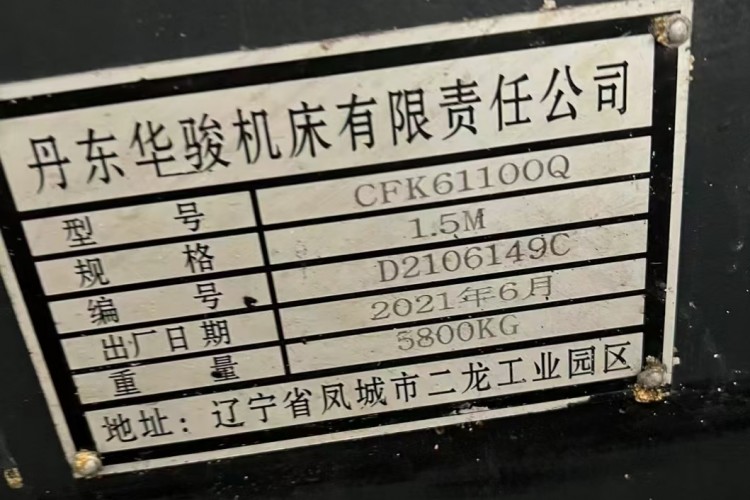 丹东华骏机床有限责任公司
型号 CFK61100Q
规格 1.5M
编号 D2106149C
出厂日期 2021年6月
重量 5800KG
地址：辽宁省凤城市二龙工业园区